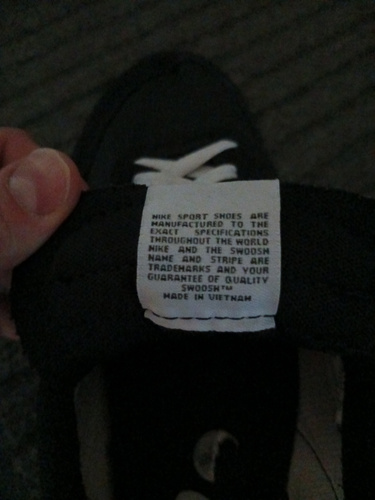 NIKE SPORT SHOES ARE
MANUFACTURED TO THE
EXACT SPECIFICATIONS
THROUGHOUT THE WORLD
NIKE AND THE SWOOSH
NAME AND STRIPE ARE
TRADEMARKS AND YOUR
GUARANTEE OF QUALITY
SWOOSH™
MADE IN VIETNAM